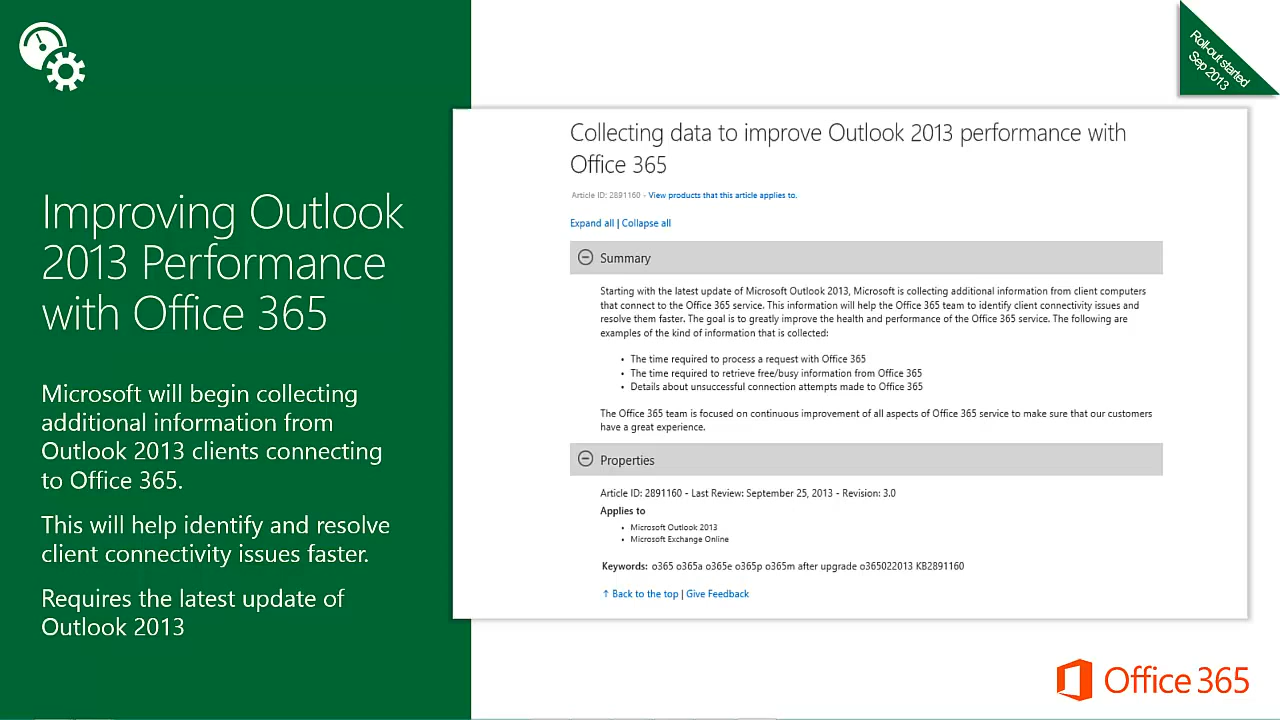 Roll-out started
Sep 2013
Improving Outlook
2013 Performance
with Office 365
Microsoft will begin collecting
additional information from
Outlook 2013 clients connecting
to Office 365.
This will help identify and resolve
client connectivity issues faster.
Requires the latest update of
Outlook 2013
Collecting data to improve Outlook 2013 performance with
Office 365
Article ID: 2891160 - View products that this article applies to.
Expand all | Collapse all
Summary
Starting with the latest update of Microsoft Outlook 2013, Microsoft is collecting additional information from client computers
that connect to the Office 365 service. This information will help the Office 365 team to identify client connectivity issues and
resolve them faster. The goal is to greatly improve the health and performance of the Office 365 service. The following are
examples of the kind of information that is collected:
• The time required to process a request with Office 365
• The time required to retrieve free/busy information from Office 365
• Details about unsuccessful connection attempts made to Office 365
The Office 365 team is focused on continuous improvement of all aspects of Office 365 service to make sure that our customers
have a great experience.
Properties
Article ID: 2891160 - Last Review: September 25, 2013 - Revision: 3.0
Applies to
• Microsoft Outlook 2013
• Microsoft Exchange Online
Keywords: o365 o365a o365e o365p o365m after upgrade o365022013 KB2891160
↑ Back to the top | Give Feedback
Office 365